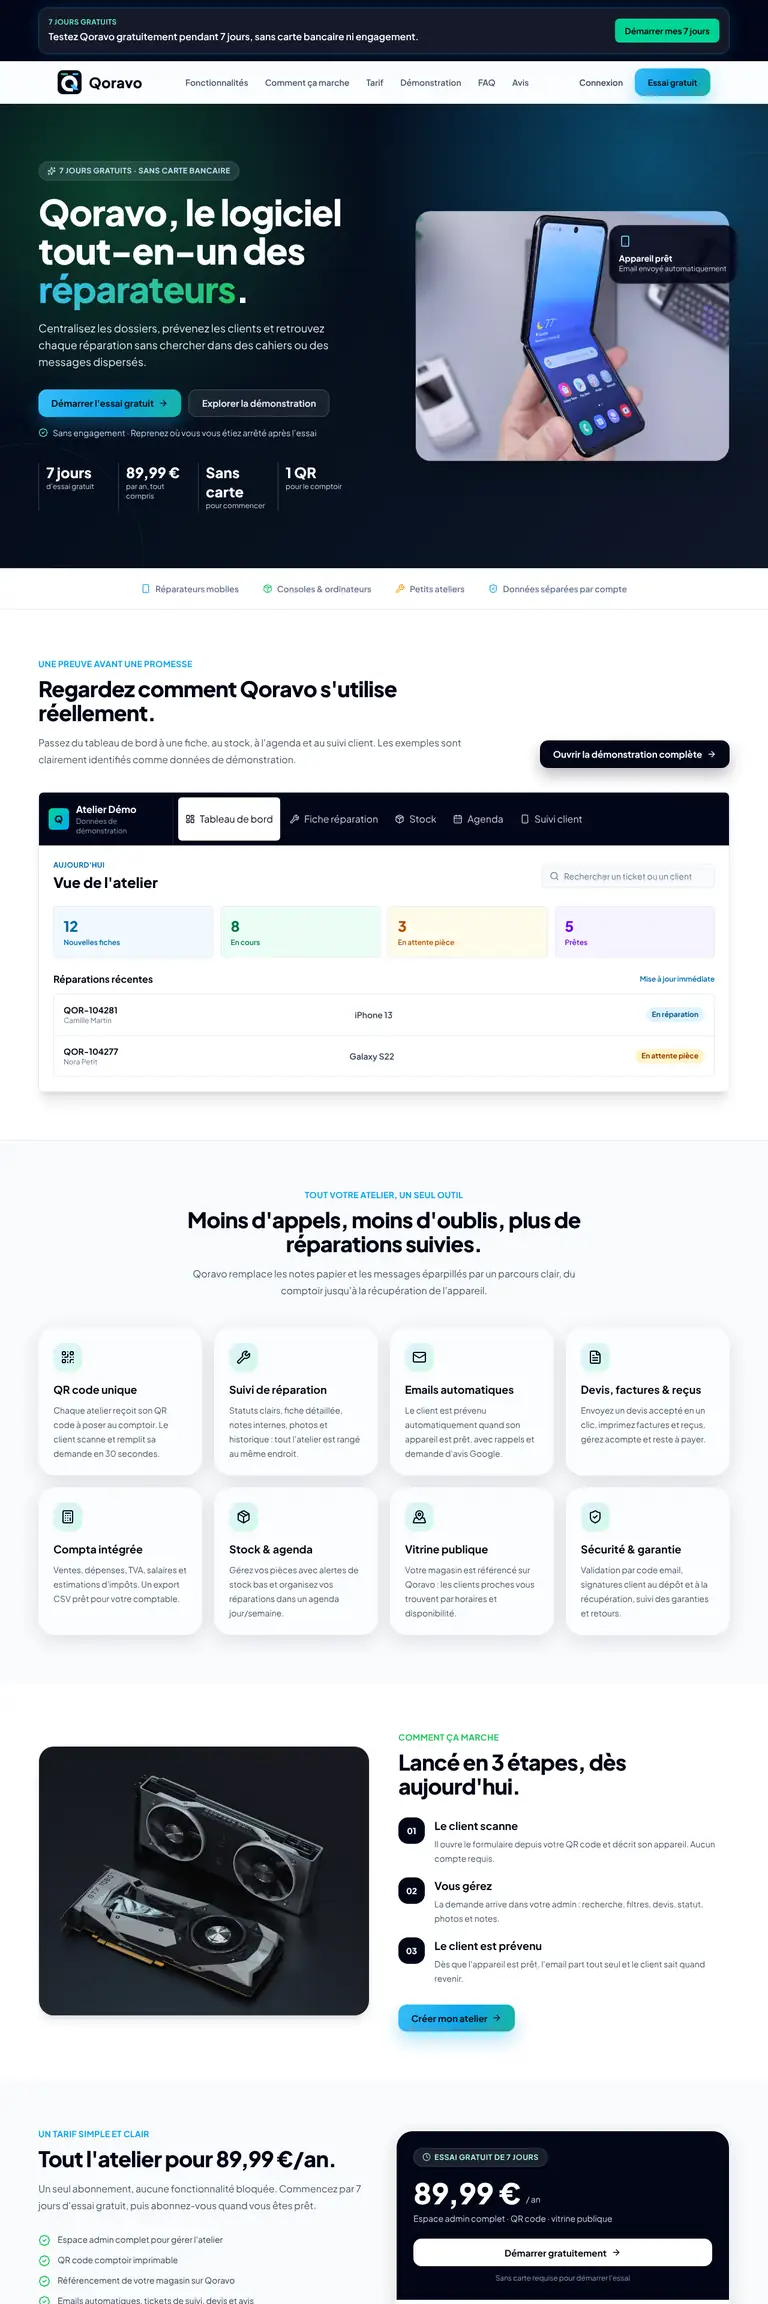 7 JOURS GRATUITS
Testez Qoravo gratuitement pendant 7 jours, sans carte bancaire ni engagement.
Démarrer mes 7 jours
Qoravo
Fonctionnalités
Comment ça marche
Tarif
Démonstration
FAQ
Avis
Connexion
Essai gratuit
7 JOURS GRATUITS · SANS CARTE BANCAIRE
Qoravo, le logiciel
tout-en-un des
réparateurs.
Centralisez les dossiers, prévenez les clients et retrouvez
chaque réparation sans chercher dans des cahiers ou des
messages dispersés.
Démarrer l'essai gratuit
Explorer la démonstration
Sans engagement · Reprenez où vous vous étiez arrêté après l'essai
7 jours
d'essai gratuit
89,99 €
par an, tout
compris
Sans
carte
pour commencer
1 QR
pour le comptoir
Appareil prêt
Email envoyé automatiquement
Réparateurs mobiles
Consoles & ordinateurs
Petits ateliers
Données séparées par compte
UNE PREUVE AVANT UNE PROMESSE
Regardez comment Qoravo s'utilise
réellement.
Passez du tableau de bord à une fiche, au stock, à l'agenda et au suivi client. Les exemples sont
clairement identifiés comme données de démonstration.
Ouvrir la démonstration complète
Q
Atelier Démo
Données de
démonstration
Tableau de bord
Fiche réparation
Stock
Agenda
Suivi client
AUJOURD'HUI
Vue de l'atelier
Rechercher un ticket ou un client
12
Nouvelles fiches
8
En cours
3
En attente pièce
5
Prêtes
Réparations récentes
Mise à jour immédiate
QOR-104281
Camille Martin
iPhone 13
En réparation
QOR-104277
Nora Petit
Galaxy S22
En attente pièce
TOUT VOTRE ATELIER, UN SEUL OUTIL
Moins d'appels, moins d'oublis, plus de
réparations suivies.
Qoravo remplace les notes papier et les messages éparpillés par un parcours clair, du
comptoir jusqu'à la récupération de l'appareil.
QR code unique
Chaque atelier reçoit son QR
code à poser au comptoir. Le
client scanne et remplit sa
demande en 30 secondes.
Suivi de réparation
Statuts clairs, fiche détaillée,
notes internes, photos et
historique : tout l'atelier est rangé
au même endroit.
Emails automatiques
Le client est prévenu
automatiquement quand son
appareil est prêt, avec rappels et
demande d'avis Google.
Devis, factures & reçus
Envoyez un devis accepté en un
clic, imprimez factures et reçus,
gérez acompte et reste à payer.
Compta intégrée
Ventes, dépenses, TVA, salaires et
estimations d'impôts. Un export
CSV prêt pour votre comptable.
Stock & agenda
Gérez vos pièces avec alertes de
stock bas et organisez vos
réparations dans un agenda
jour/semaine.
Vitrine publique
Votre magasin est référencé sur
Qoravo : les clients proches vous
trouvent par horaires et
disponibilité.
Sécurité & garantie
Validation par code email,
signatures client au dépôt et à la
récupération, suivi des garanties
et retours.
COMMENT ÇA MARCHE
Lancé en 3 étapes, dès
aujourd'hui.
01
Le client scanne
Il ouvre le formulaire depuis votre QR code et décrit son appareil. Aucun
compte requis.
02
Vous gérez
La demande arrive dans votre admin : recherche, filtres, devis, statut,
photos et notes.
03
Le client est prévenu
Dès que l'appareil est prêt, l'email part tout seul et le client sait quand
revenir.
Créer mon atelier
GTX 1080
UN TARIF SIMPLE ET CLAIR
Tout l'atelier pour 89,99 €/an.
Un seul abonnement, aucune fonctionnalité bloquée. Commencez par 7
jours d'essai gratuit, puis abonnez-vous quand vous êtes prêt.
Espace admin complet pour gérer l'atelier
QR code comptoir imprimable
Référencement de votre magasin sur Qoravo
Emails automatiques, tickets de suivi, devis et avis
ESSAI GRATUIT DE 7 JOURS
89,99 € / an
Espace admin complet · QR code · vitrine publique
Démarrer gratuitement
Sans carte requise pour démarrer l'essai